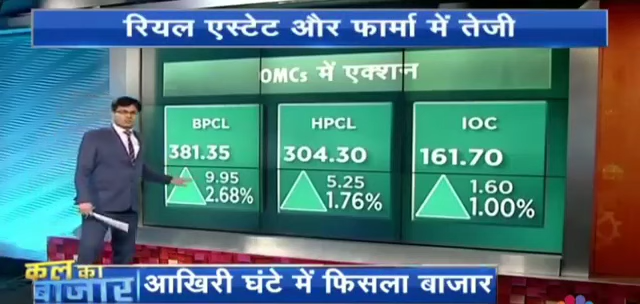 रियल एस्टेट और फार्मा में तेजी
OMCs में एक्शन
BPCL
381.35
9.95
2.68%
HPCL
304.30
5.25
1.76%
IOC
161.70
1.60
1.00%
कल का
बाजार
आखिरी घंटे में फिसला बाजार